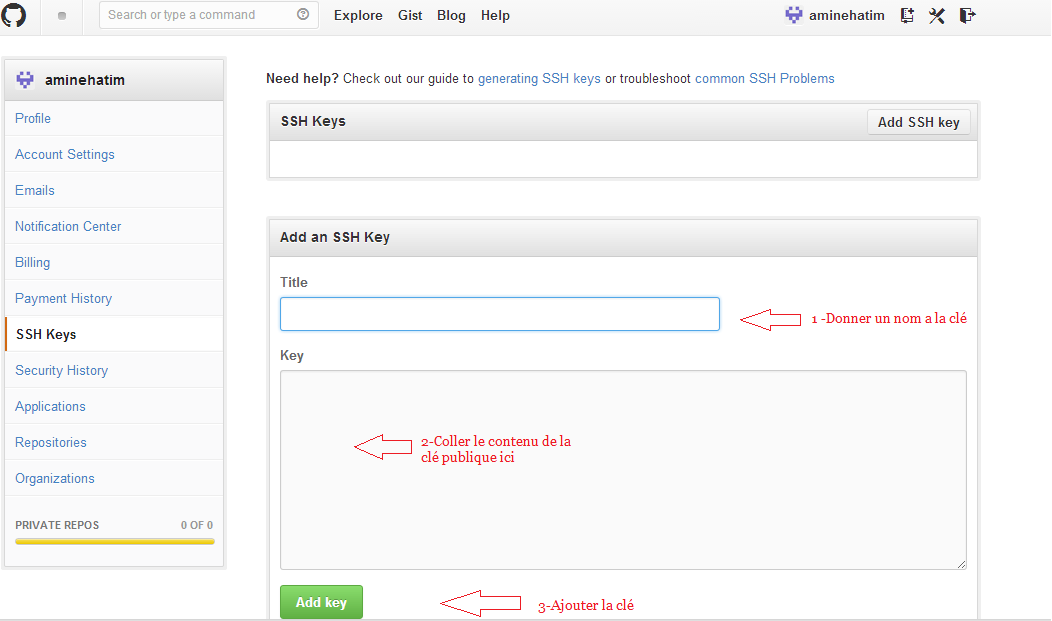 Search or type a command
Explore Gist Blog Help
aminehatim
aminehatim
Profile
Account Settings
Emails
Notification Center
Billing
Payment History
SSH Keys
Security History
Applications
Repositories
Organizations
PRIVATE REPOS 0 OF 0
Need help? Check out our guide to generating SSH keys or troubleshoot common SSH Problems
SSH Keys Add SSH key
Add an SSH Key
Title
1 -Donner un nom a la clé
Key
2-Coller le contenu de la
clé publique ici
Add key
3-Ajouter la clé